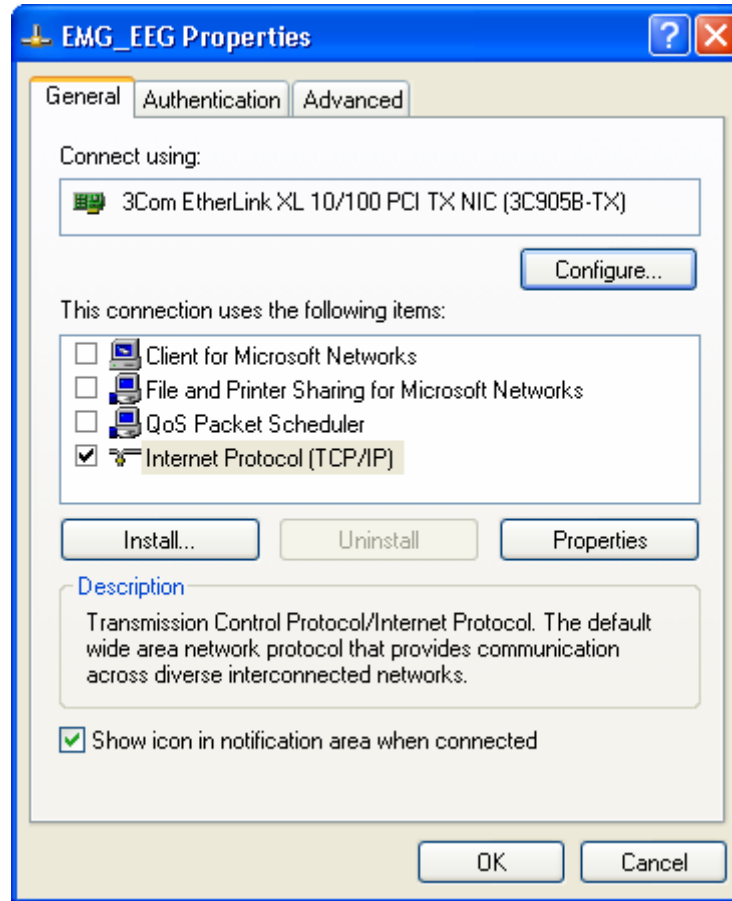 EMG_EEG Properties
General Authentication Advanced
Connect using:
3Com EtherLink XL 10/100 PCI TX NIC (3C905B-TX)
Configure...
This connection uses the following items:
Client for Microsoft Networks
File and Printer Sharing for Microsoft Networks
QoS Packet Scheduler
Internet Protocol (TCP/IP)
Install... Uninstall Properties
Description
Transmission Control Protocol/Internet Protocol. The default
wide area network protocol that provides communication
across diverse interconnected networks.
Show icon in notification area when connected
OK Cancel